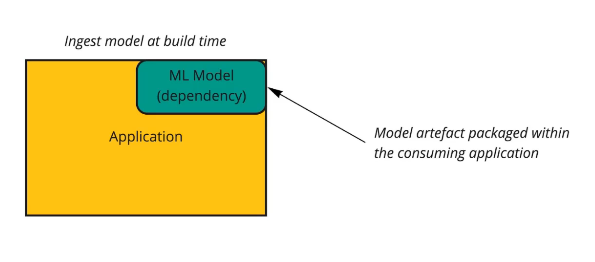 Ingest model at build time
ML Model
(dependency)
Application
Model artefact packaged within
the consuming application